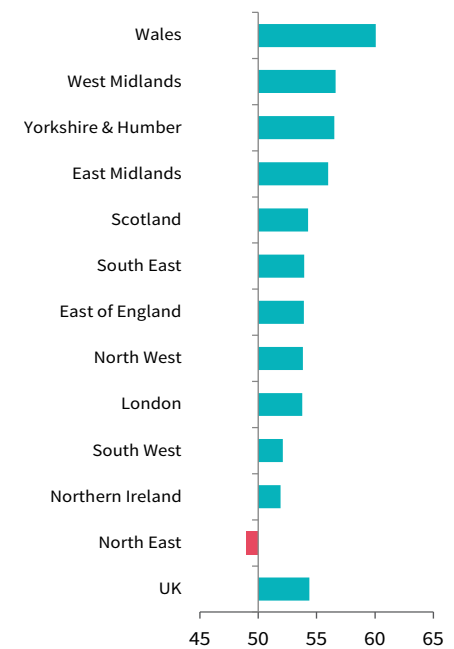 Wales
West Midlands
Yorkshire & Humber
East Midlands
Scotland
South East
East of England
North West
London
South West
Northern Ireland
North East
UK
45 50 55 60 65